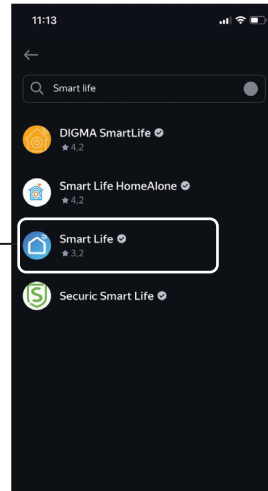 11:13
Smart life
DIGMA SmartLife
★ 4,2
Smart Life HomeAlone
★ 4,2
Smart Life
★ 3,2
Securic Smart Life